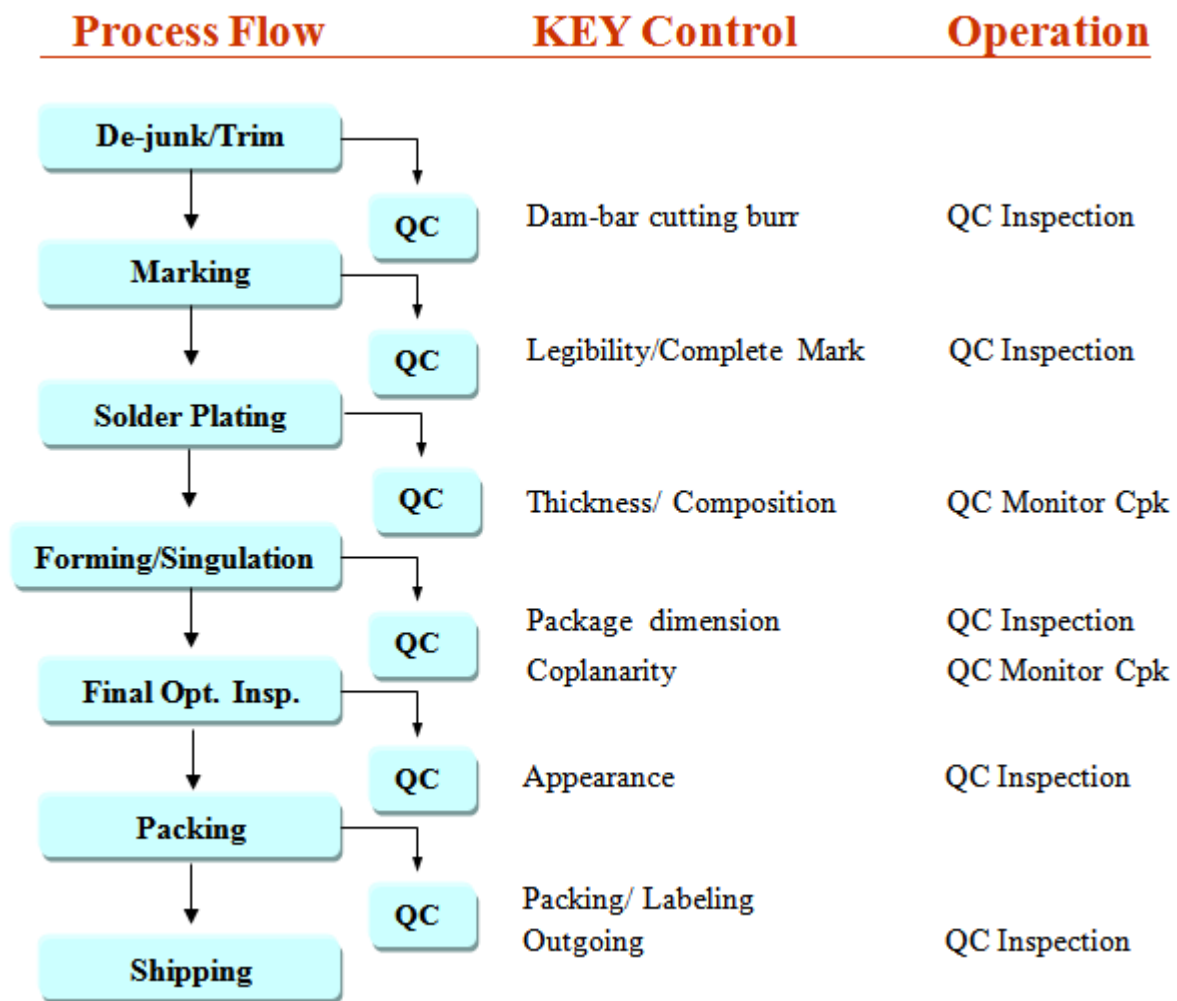 Process Flow KEY Control Operation
De-junk/Trim
QC Dam-bar cutting burr QC Inspection
Marking
QC Legibility/Complete Mark QC Inspection
Solder Plating
QC Thickness/ Composition QC Monitor Cpk
Forming/Singulation
Package dimension QC Inspection
QC
Coplanarity QC Monitor Cpk
Final Opt. Insp.
QC Appearance QC Inspection
Packing
Packing/ Labeling
QC
Outgoing QC Inspection
Shipping